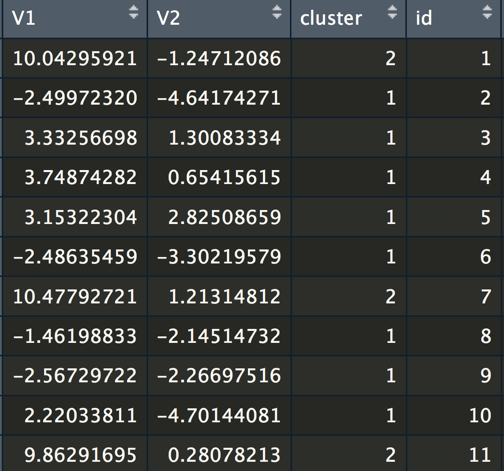 V1 V2 cluster id
10.04295921 -1.24712086 2 1
-2.49972320 -4.64174271 1 2
3.33256698 1.30083334 1 3
3.74874282 0.65415615 1 4
3.15322304 2.82508659 1 5
-2.48635459 -3.30219579 1 6
10.47792721 1.21314812 2 7
-1.46198833 -2.14514732 1 8
-2.56729722 -2.26697516 1 9
2.22033811 -4.70144081 1 10
9.86291695 0.28078213 2 11